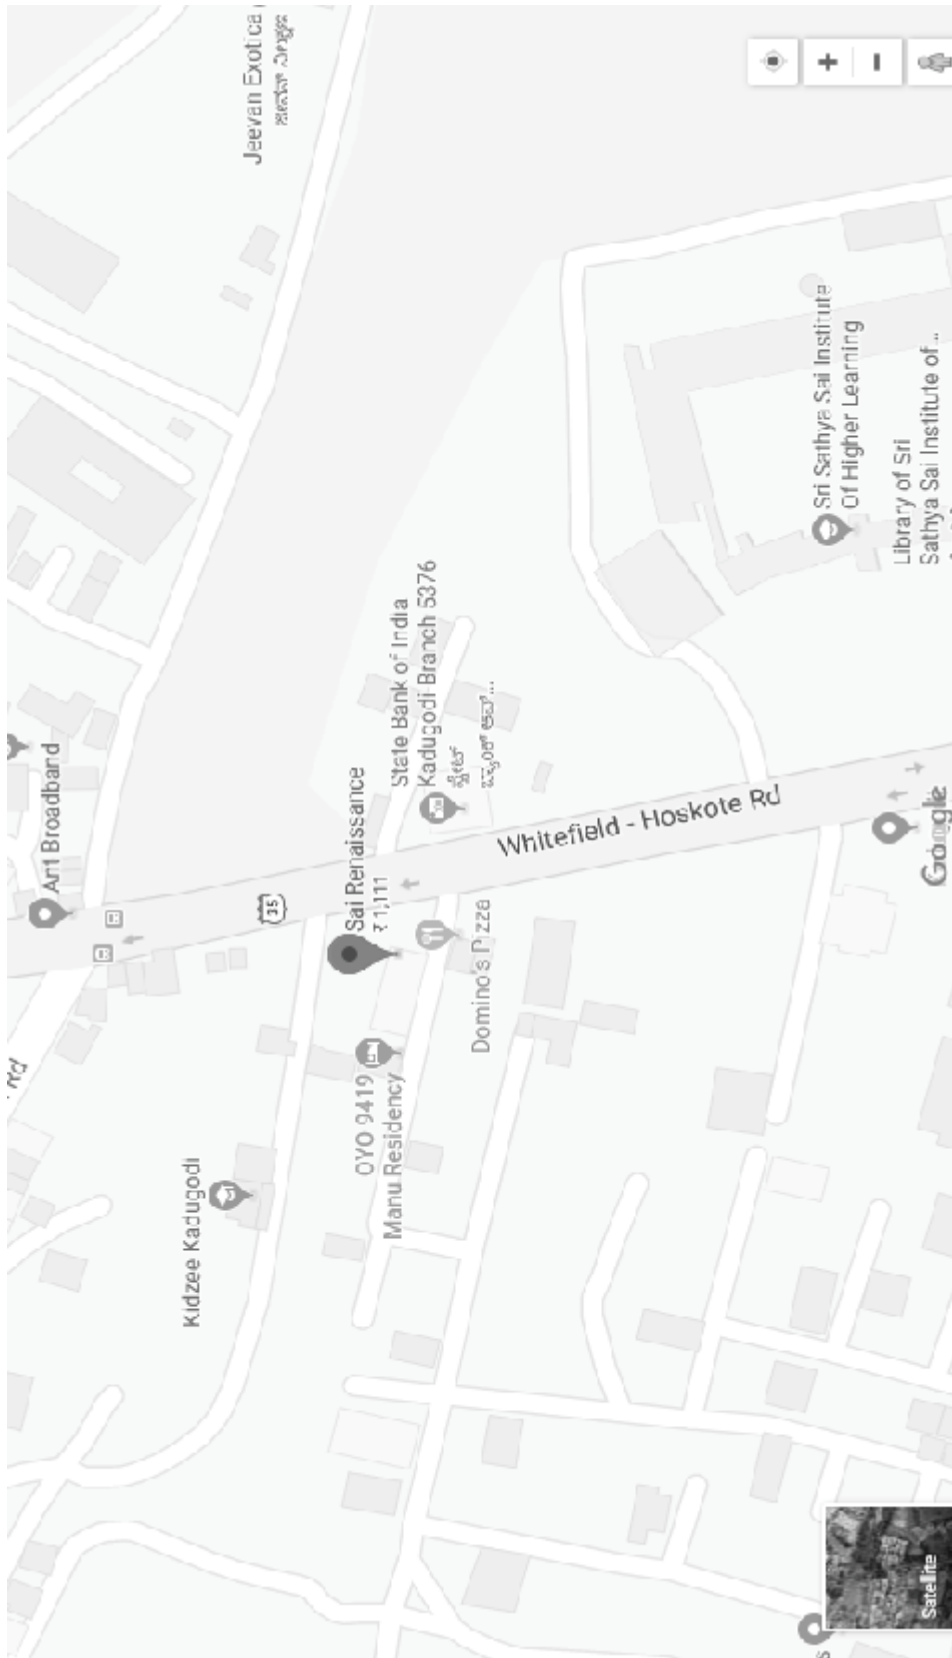 Jeevan Exotica
Art Broadband
35
Sai Renaissance
₹1,111
State Bank of India
Kadugodi Branch 5376
Whitefield - Hoskote Rd
Domino's Pizza
OYO 9419
Manu Residency
Kidzee Kadugodi
Rd
Sri Sathya Sai Institute
Of Higher Learning
Library of Sri
Sathya Sai Institute of...
Google
Satellite